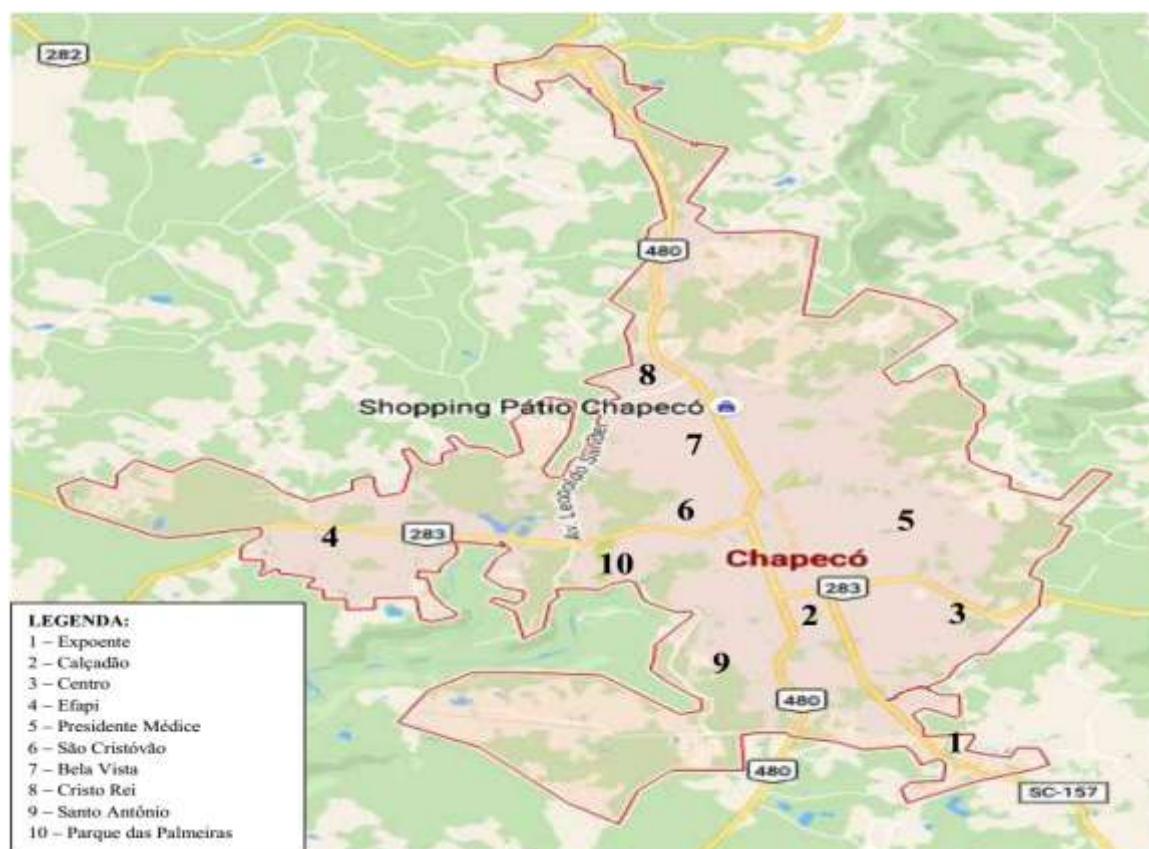 282
480
8
Shopping Pátio Chapecó
7
Av. Leopoldo Sander
6
5
4
283
10
Chapecó
283
2
3
9
480
1
480
SC-157
LEGENDA:
1 – Expoente
2 – Calçadão
3 – Centro
4 – Efapi
5 – Presidente Médice
6 – São Cristóvão
7 – Bela Vista
8 – Cristo Rei
9 – Santo Antônio
10 – Parque das Palmeiras